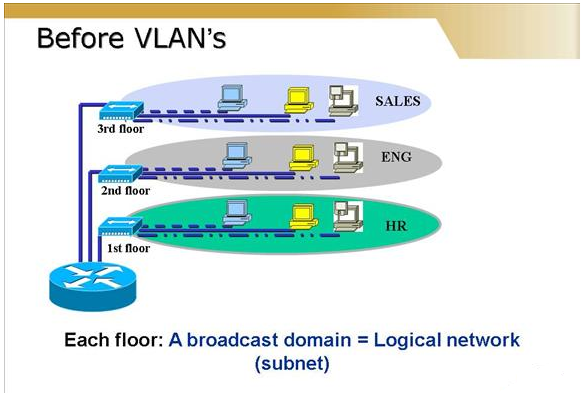 Before VLAN's
SALES
3rd floor
ENG
2nd floor
HR
1st floor
Each floor: A broadcast domain = Logical network
(subnet)